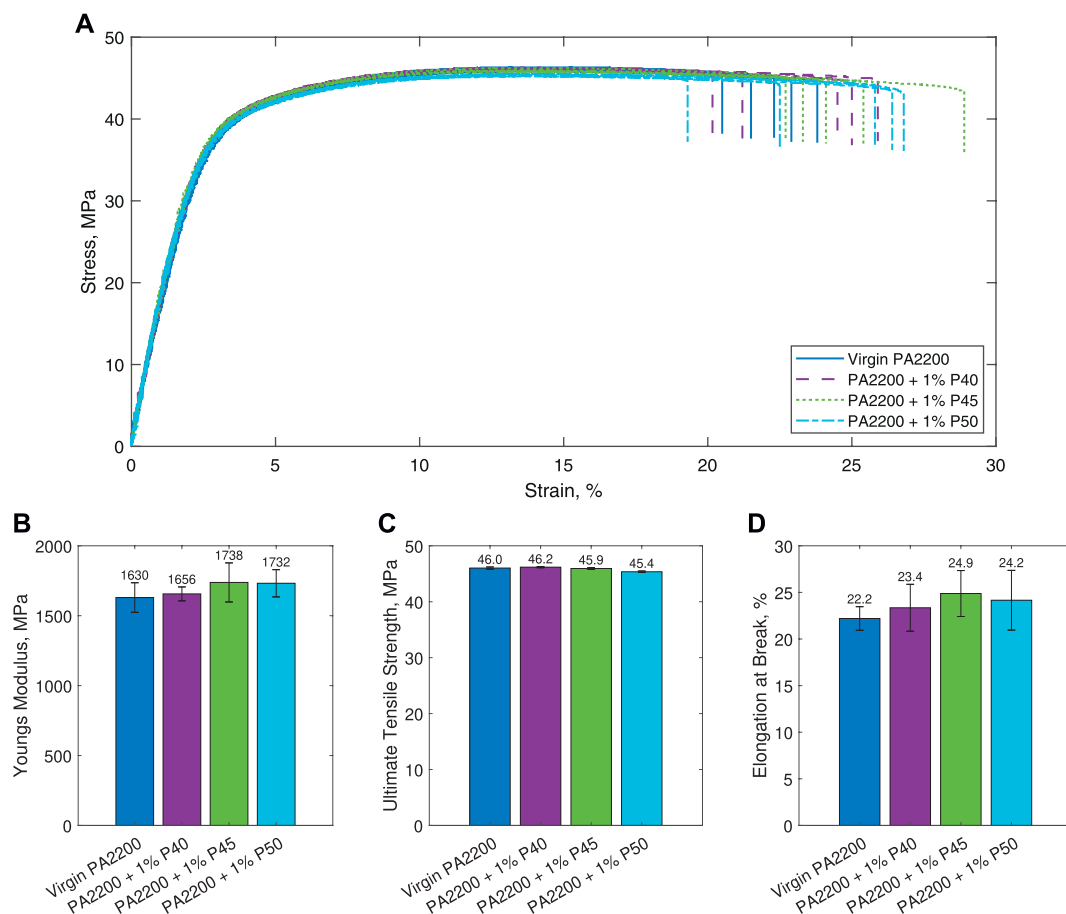 A
50
40
30
20
10
0
Stress, MPa
0 5 10 15 20 25 30
Strain, %
Virgin PA2200
PA2200 + 1% P40
PA2200 + 1% P45
PA2200 + 1% P50
B
2000
1500
1000
500
0
Youngs Modulus, MPa
1630
1656
1738
1732
Virgin PA2200
PA2200 + 1% P40
PA2200 + 1% P45
PA2200 + 1% P50
C
50
40
30
20
10
0
Ultimate Tensile Strength, MPa
46.0
46.2
45.9
45.4
Virgin PA2200
PA2200 + 1% P40
PA2200 + 1% P45
PA2200 + 1% P50
D
30
25
20
15
10
5
0
Elongation at Break, %
22.2
23.4
24.9
24.2
Virgin PA2200
PA2200 + 1% P40
PA2200 + 1% P45
PA2200 + 1% P50